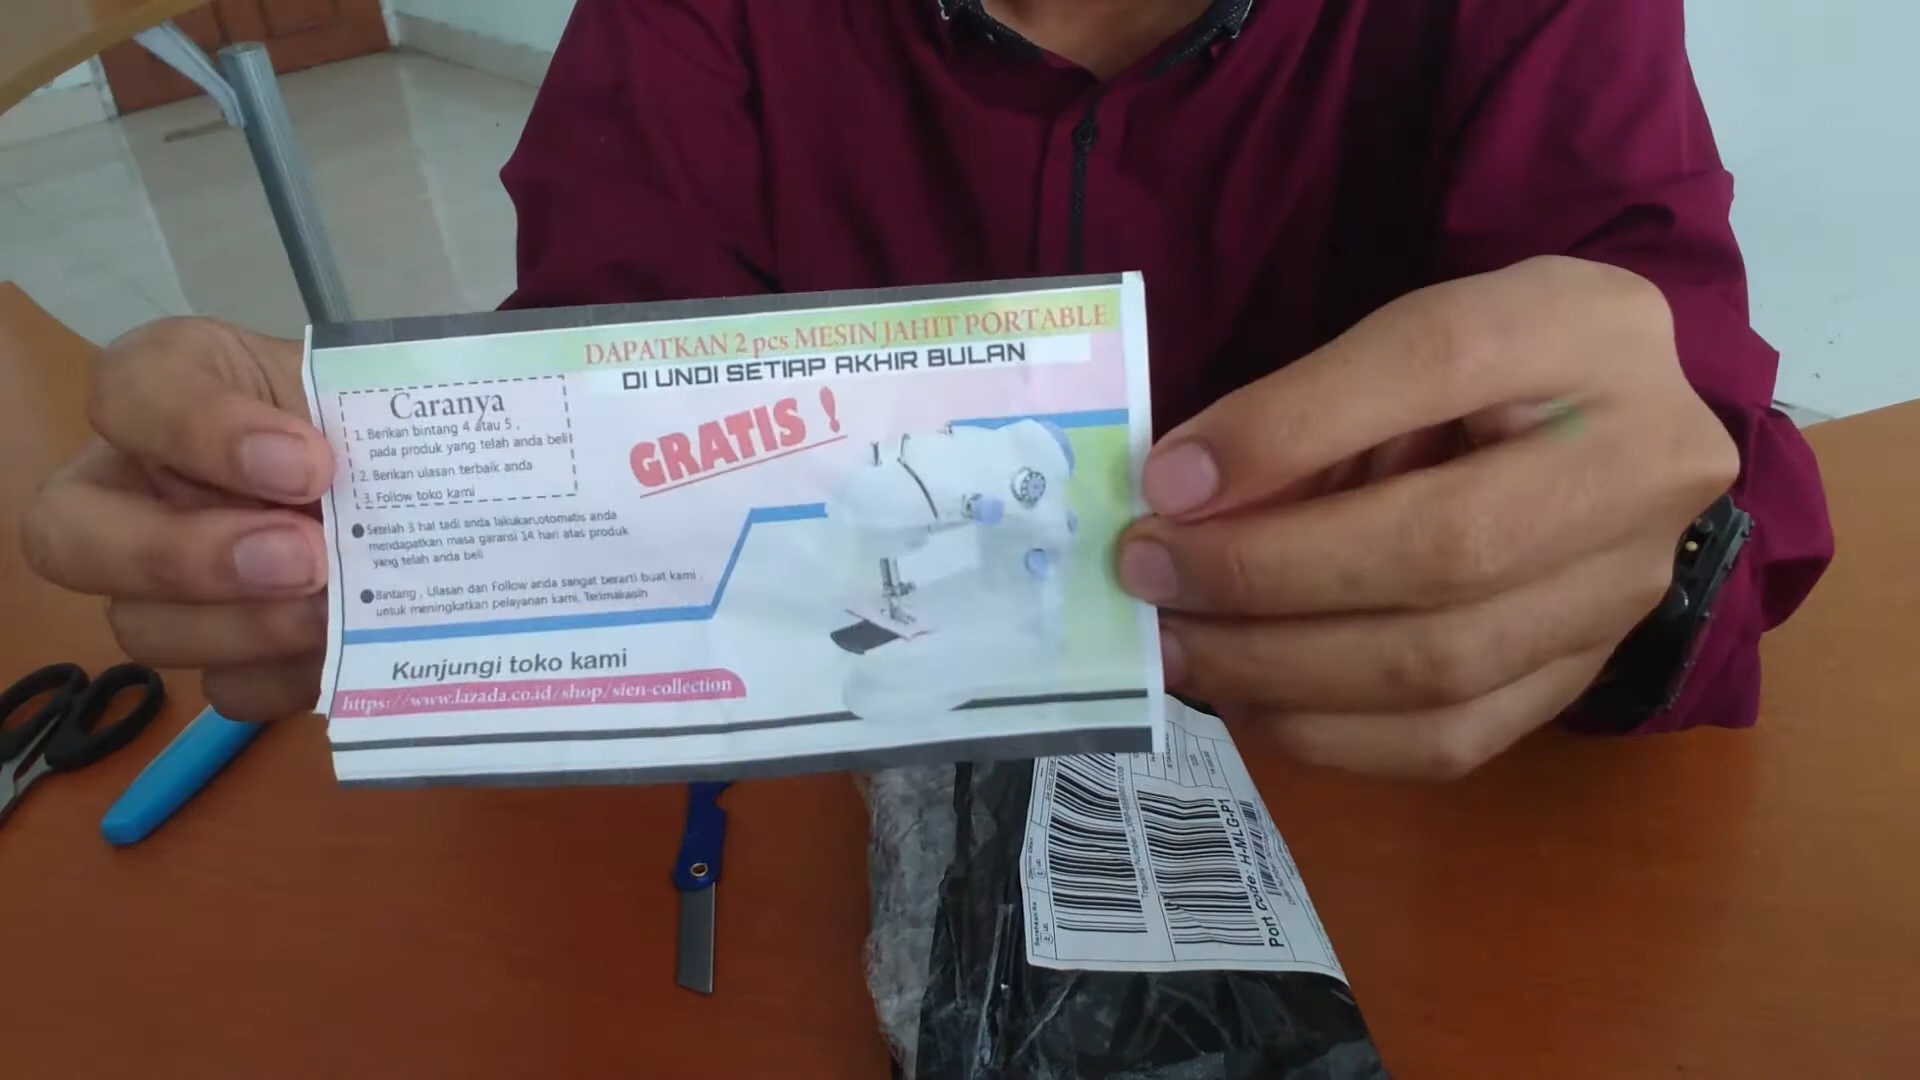 DAPATKAN 2 pcs MESIN JAHIT PORTABLE
DI UNDI SETIAP AKHIR BULAN
GRATIS !
Caranya
1. Berikan bintang 4 atau 5 ,
pada produk yang telah anda beli
2. Berikan ulasan terbaik anda
3. Follow toko kami
Setelah 3 hal tadi anda lakukan,otomatis anda
mendapatkan masa garansi 14 hari atas produk
yang telah anda beli
Bintang , Ulasan dan Follow anda sangat berarti buat kami ,
untuk meningkatkan pelayanan kami, Terimakasih
Kunjungi toko kami
https://www.lazada.co.id/shop/sien-collection
Port Code: H-MLG-P1